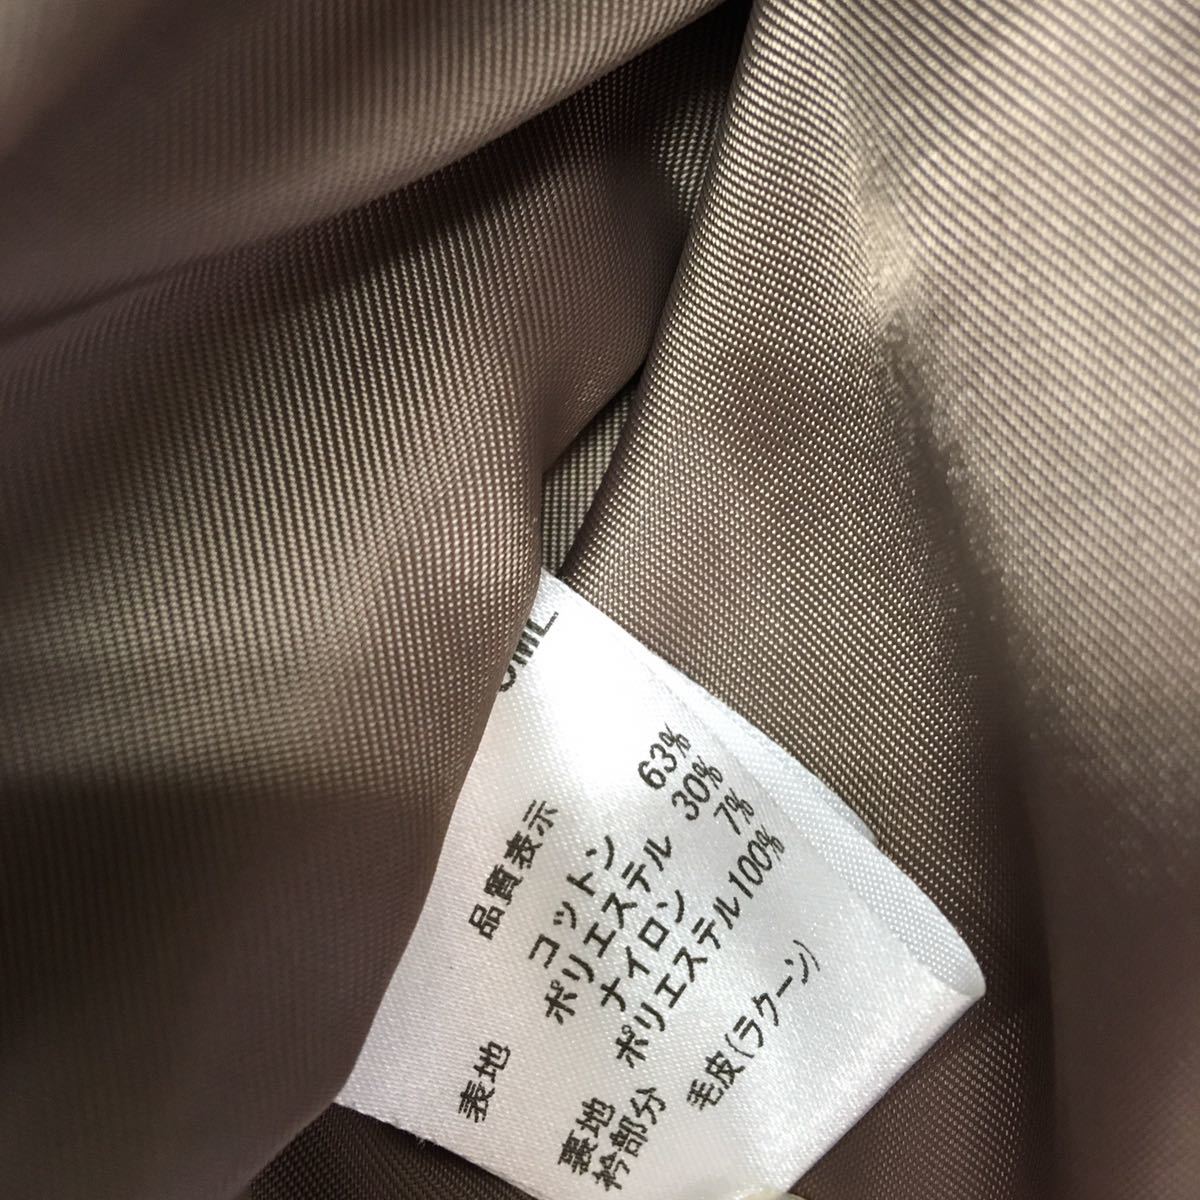 品質表示
表地 コットン 63%
ポリエステル 30%
ナイロン 7%
裏地 ポリエステル100%
衿部分 毛皮(ラクーン)